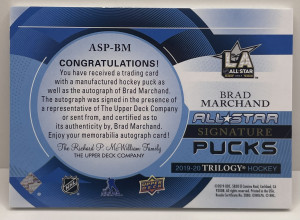 ASP-BM
CONGRATULATIONS!
You have received a trading card
with a manufactured hockey puck as
well as the autograph of Brad Marchand.
The autograph was signed in the presence of
a representative of The Upper Deck Company
or sent from, and certified as to
its authenticity by, Brad Marchand.
Enjoy your memorabilia autograph card!
The Richard P. McWilliam Family
THE UPPER DECK COMPANY
LA
ALL STAR
BRAD
MARCHAND
ALL★STAR
SIGNATURE
PUCKS
2019-20 TRILOGY HOCKEY
NHL
UPPER DECK